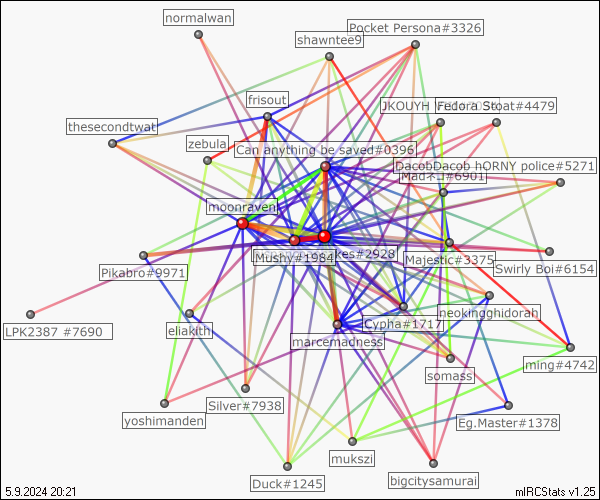 normalwan
Pocket Persona#3326
shawntee9
frisout
JKOUYH
Fedora Stoat#4479
thesecondtwat
zebula
Can anything be saved#0396
DacobDacob hORNY police#5271
#6901
moonraven
Mushy#1984
kes#2928
Majestic#3375
Swirly Boi#6154
Pikabro#9971
LPK2387 #7690
eliakith
marcemadness
Cypha#1717
neokingghidorah
somass
ming#4742
yoshimanden
Silver#7938
Eg.Master#1378
mukszi
Duck#1245
bigcitysamurai
5.9.2024 20:21
mIRCStats v1.25